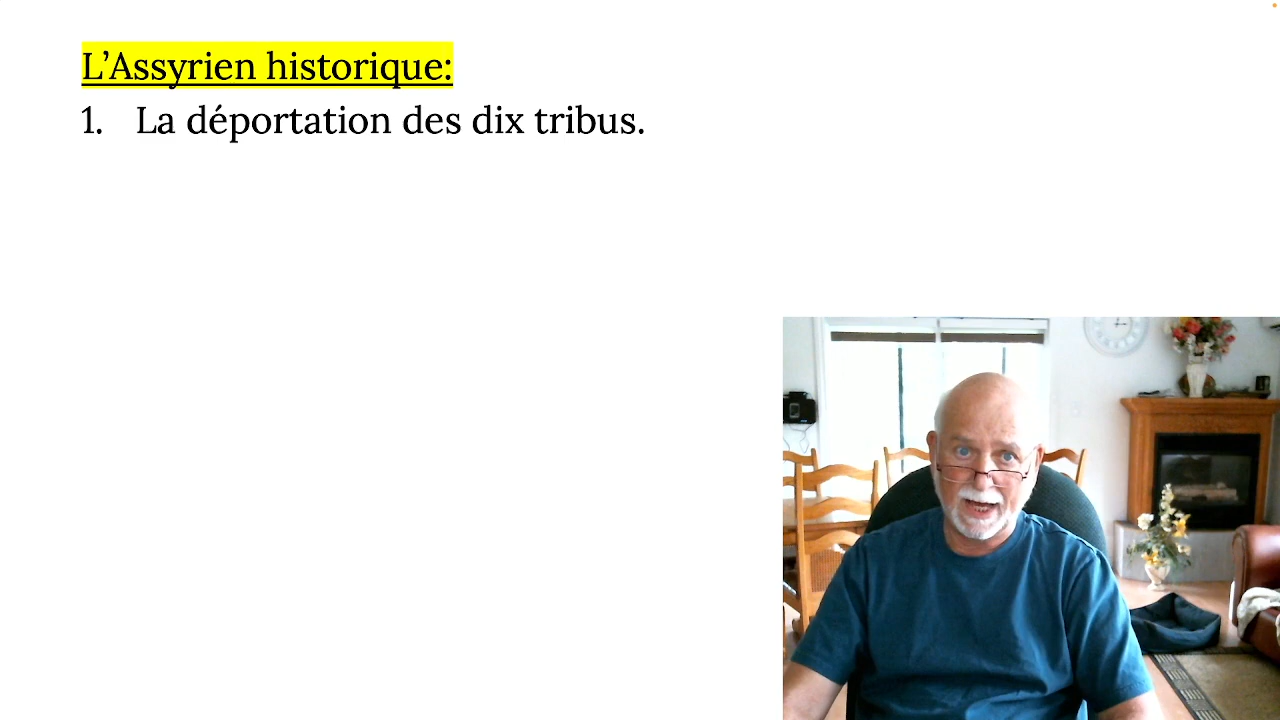 L’Assyrien historique:
1. La déportation des dix tribus.